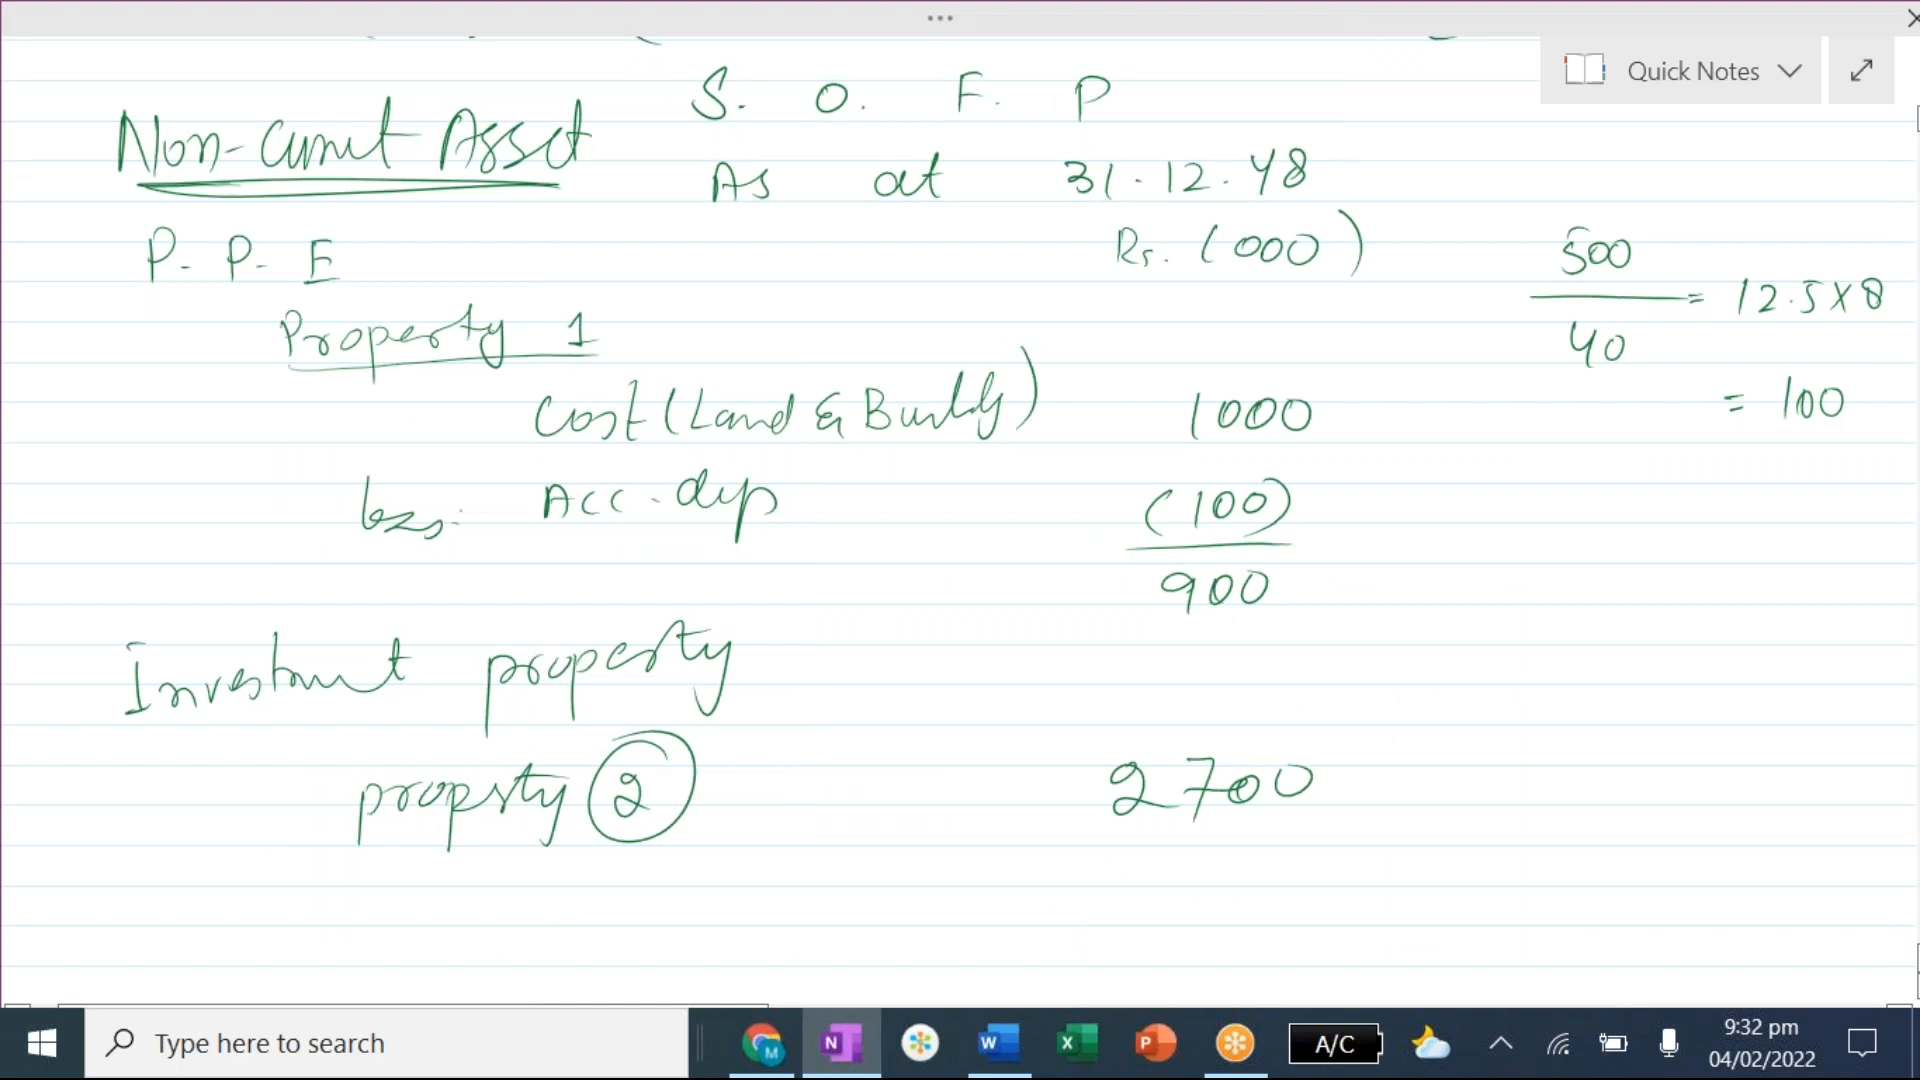 Quick Notes
S. O. F. P
Non-Current Asset
As at 31.12.48
P. P. E
Rs. (000)
500
40
= 12.5 X 8
= 100
Property 1
Cost (Land & Building) 1000
less: Acc. dep (100)
900
Investment property
property 2 2700
Type here to search
A/C
9:32 pm
04/02/2022